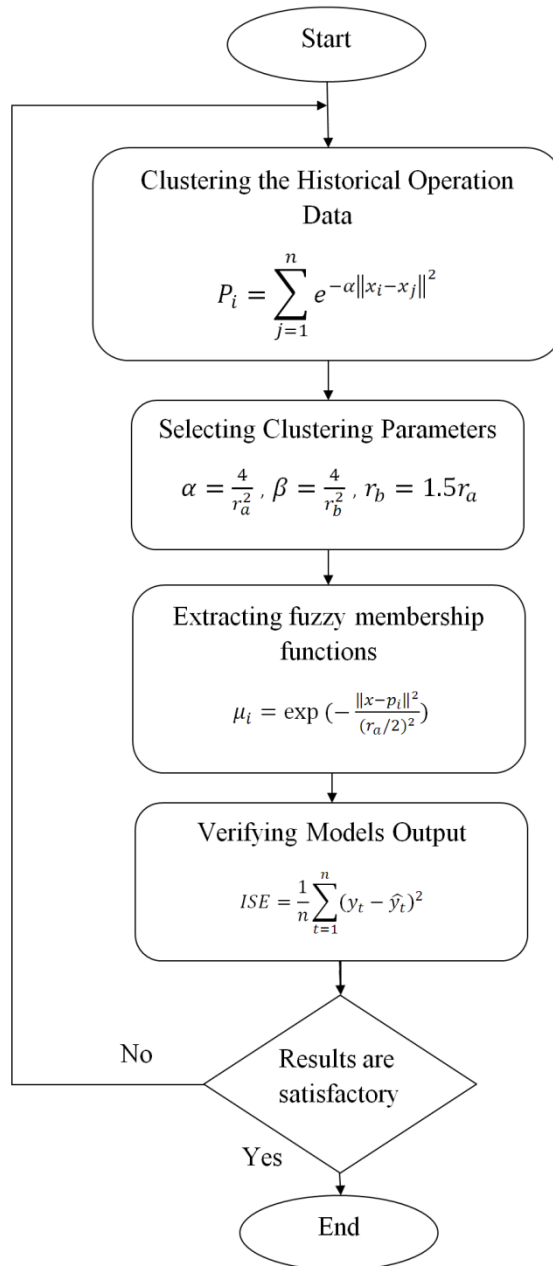 Start
Clustering the Historical Operation
Data
$P_i = \sum_{j=1}^{n} e^{-\alpha \|x_i - x_j\|^2}$
Selecting Clustering Parameters
$\alpha = \frac{4}{r_a^2}$ , $\beta = \frac{4}{r_b^2}$ , $r_b = 1.5r_a$
Extracting fuzzy membership
functions
$\mu_i = \exp(-\frac{\|x - p_i\|^2}{(r_a/2)^2})$
Verifying Models Output
$ISE = \frac{1}{n} \sum_{t=1}^{n} (y_t - \hat{y_t})^2$
No
Results are
satisfactory
Yes
End